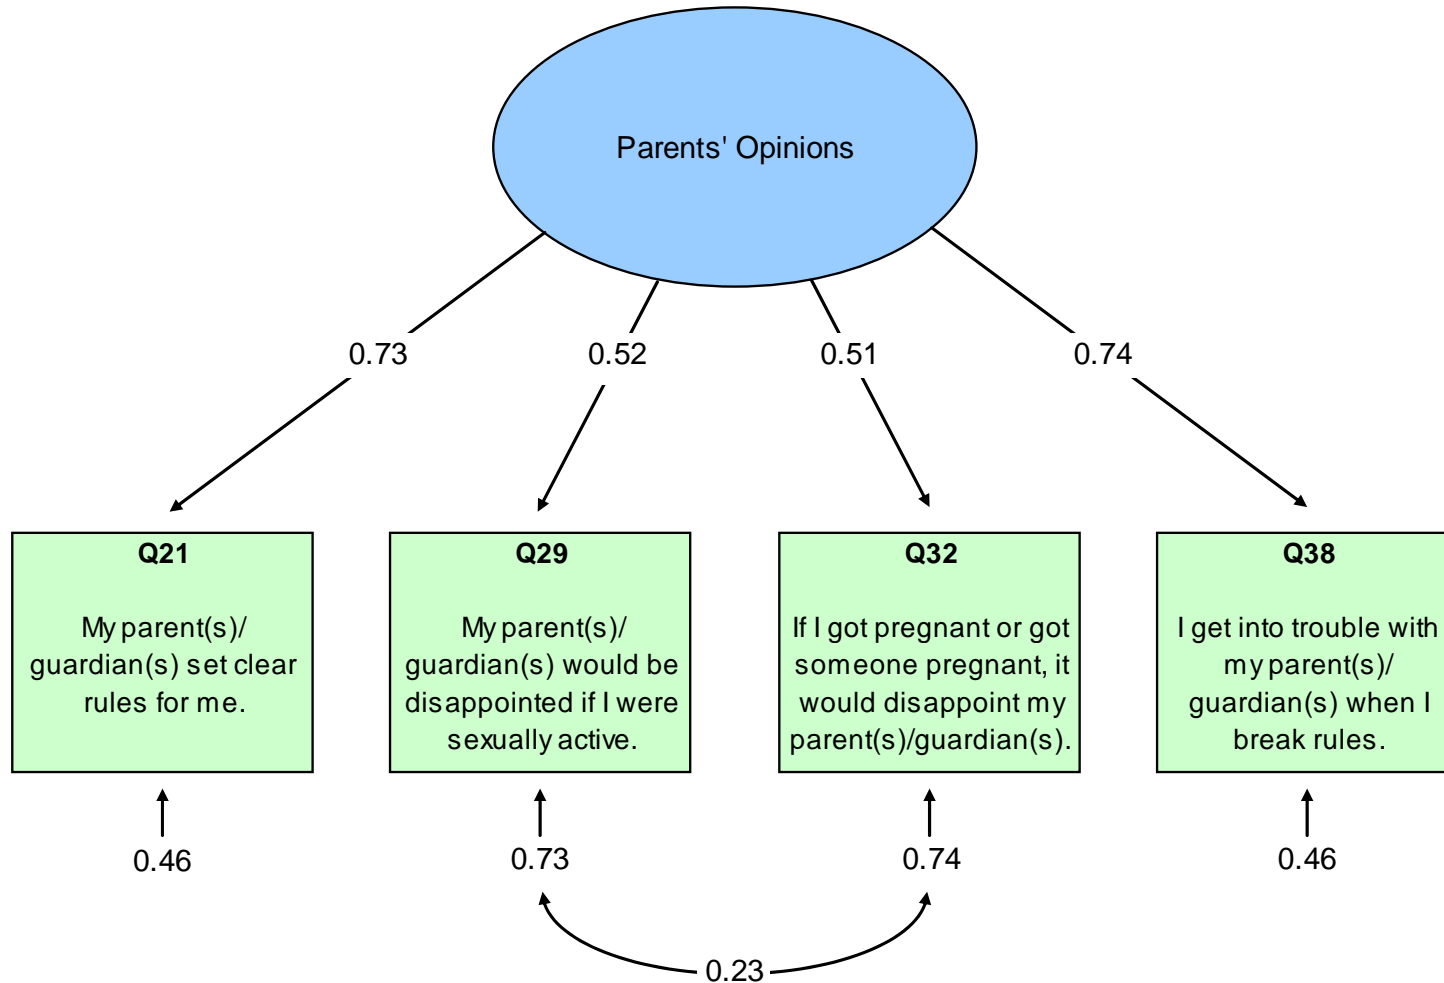 Parents' Opinions
0.73
0.52
0.51
0.74
Q21
My parent(s)/
guardian(s) set clear
rules for me.
Q29
My parent(s)/
guardian(s) would be
disappointed if I were
sexually active.
Q32
If I got pregnant or got
someone pregnant, it
would disappoint my
parent(s)/guardian(s).
Q38
I get into trouble with
my parent(s)/
guardian(s) when I
break rules.
0.46
0.73
0.74
0.46
0.23